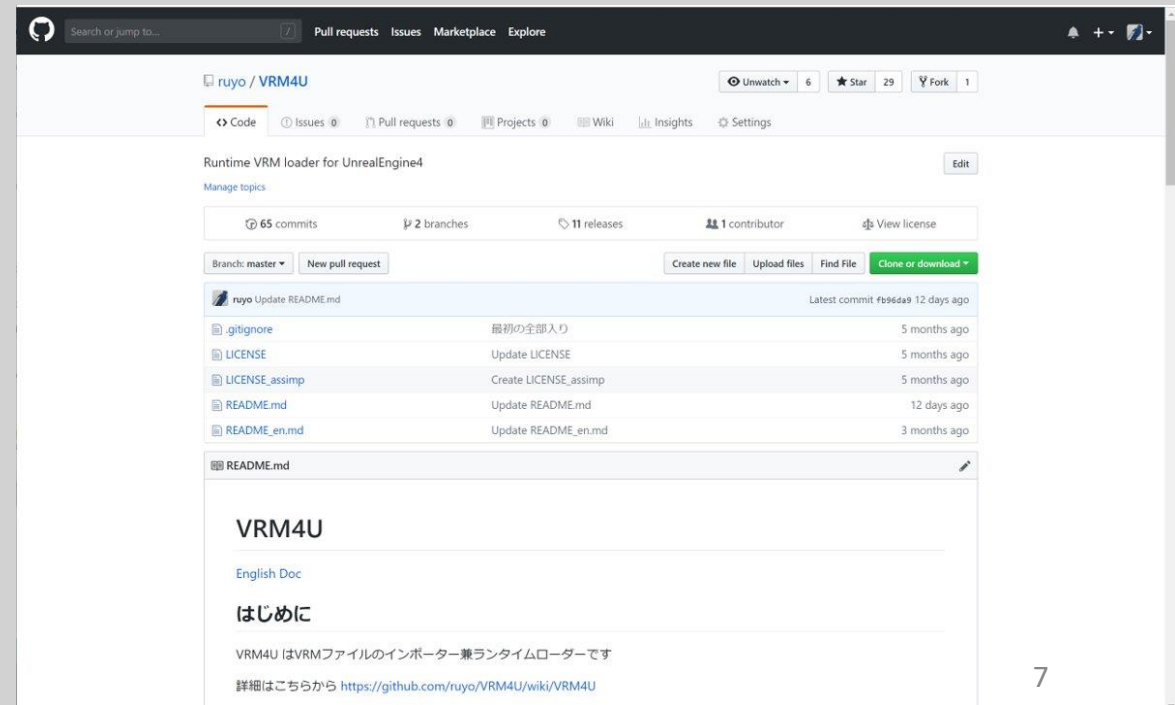 Search or jump to... / Pull requests Issues Marketplace Explore
ruyo / VRM4U Unwatch 6 Star 29 Fork 1
Code Issues 0 Pull requests 0 Projects 0 Wiki Insights Settings
Runtime VRM loader for UnrealEngine4 Edit
Manage topics
65 commits 2 branches 11 releases 1 contributor View license
Branch: master New pull request Create new file Upload files Find File Clone or download
ruyo Update README.md Latest commit fb96da9 12 days ago
.gitignore 最初の全部入り 5 months ago
LICENSE Update LICENSE 5 months ago
LICENSE_assimp Create LICENSE_assimp 5 months ago
README.md Update README.md 12 days ago
README_en.md Update README_en.md 3 months ago
README.md
VRM4U
English Doc
はじめに
VRM4U はVRMファイルのインポーター兼ランタイムローダーです
詳細はこちらから https://github.com/ruyo/VRM4U/wiki/VRM4U
7